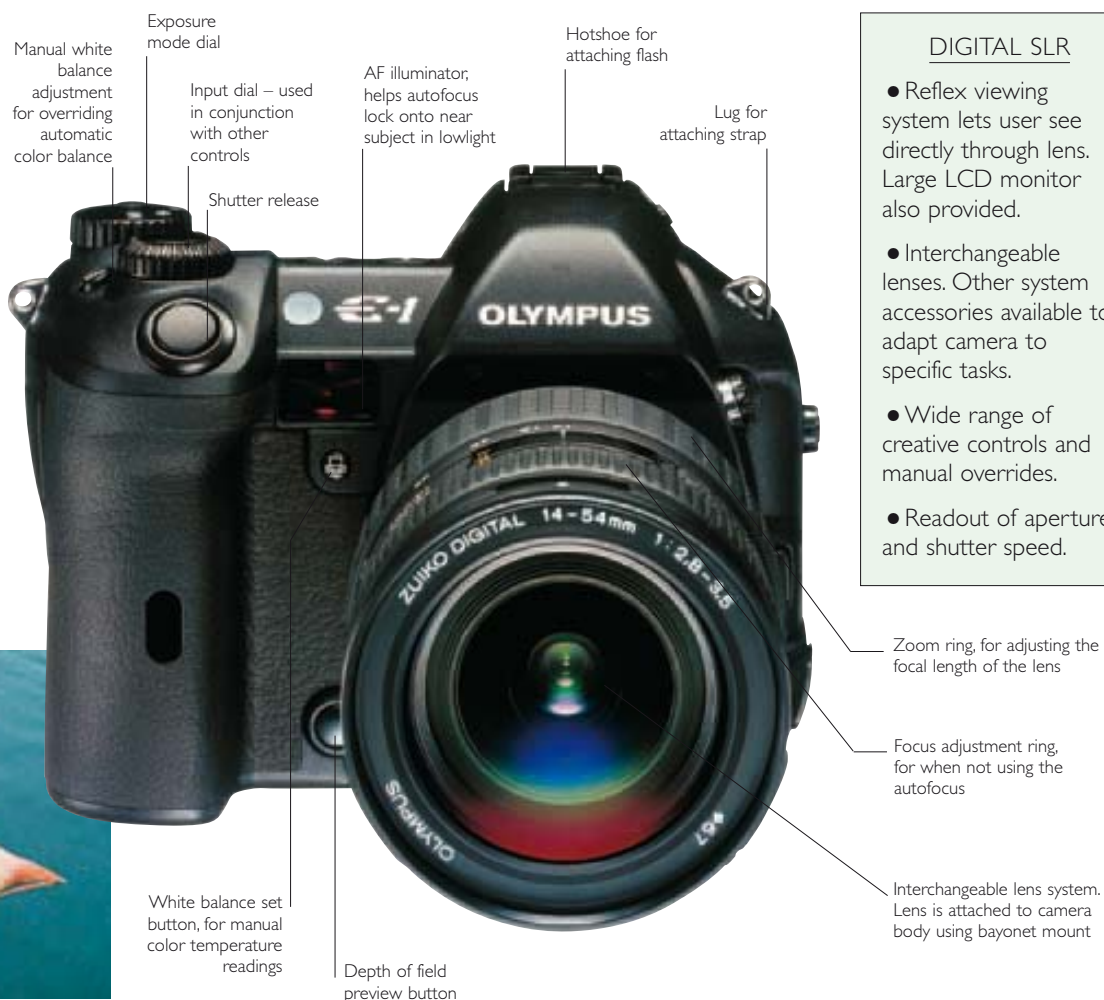 Exposure
mode dial
Manual white
balance
adjustment
for overriding
automatic
color balance
Input dial – used
in conjunction
with other
controls
Shutter release
AF illuminator,
helps autofocus
lock onto near
subject in lowlight
Hotshoe for
attaching flash
Lug for
attaching strap
E-1
OLYMPUS
ZUIKO DIGITAL 14-54mm 1:2.8-3.5
OLYMPUS
ø67
DIGITAL SLR
● Reflex viewing
system lets user see
directly through lens.
Large LCD monitor
also provided.
● Interchangeable
lenses. Other system
accessories available to
adapt camera to
specific tasks.
● Wide range of
creative controls and
manual overrides.
● Readout of aperture
and shutter speed.
Zoom ring, for adjusting the
focal length of the lens
Focus adjustment ring,
for when not using the
autofocus
Interchangeable lens system.
Lens is attached to camera
body using bayonet mount
White balance set
button, for manual
color temperature
readings
Depth of field
preview button